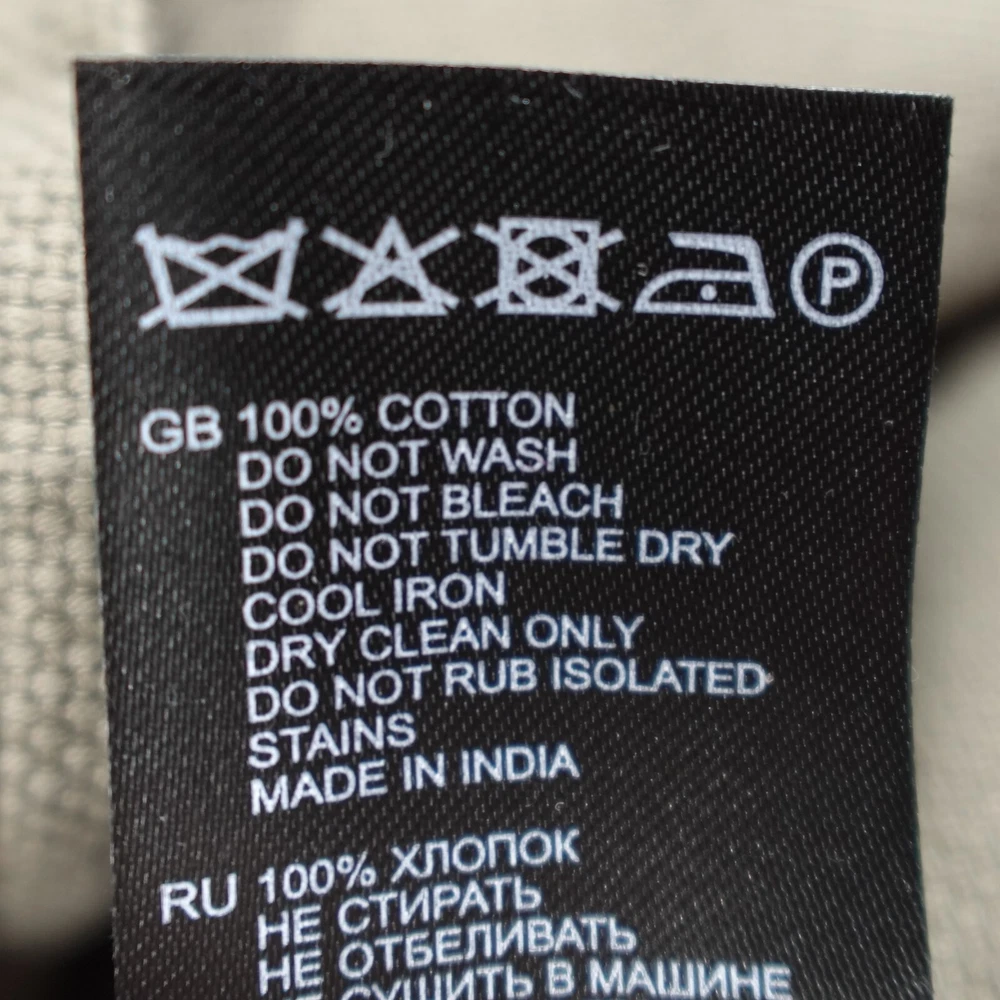 P
GB 100% COTTON
DO NOT WASH
DO NOT BLEACH
DO NOT TUMBLE DRY
COOL IRON
DRY CLEAN ONLY
DO NOT RUB ISOLATED
STAINS
MADE IN INDIA
RU 100% ХЛОПОК
НЕ СТИРАТЬ
НЕ ОТБЕЛИВАТЬ
СУШИТЬ В МАШИНЕ